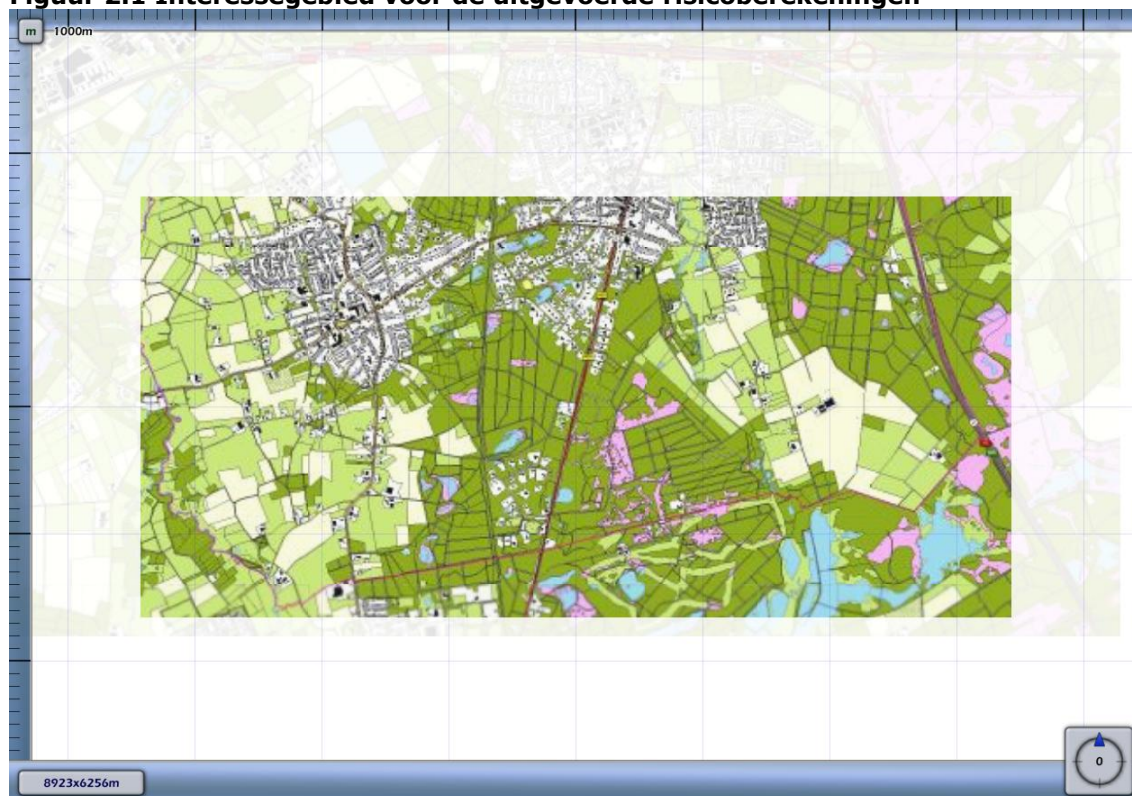 Figuur 2.1 Interessegebied voor de uitgevoerde risicoberekeningen
m 1000m
0
8923x6256m